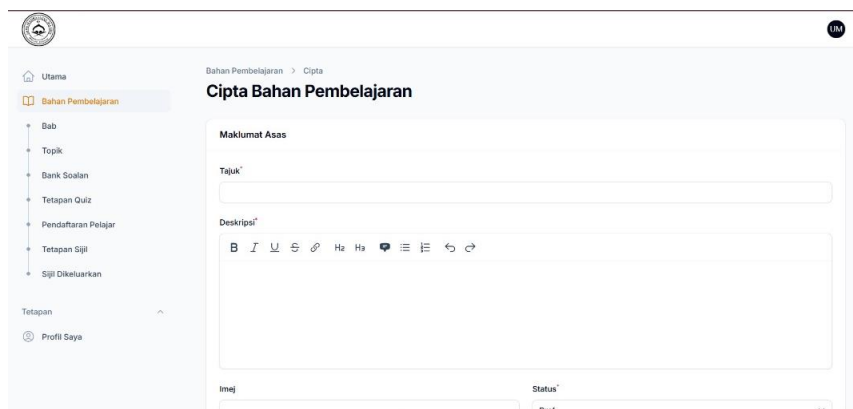 UM
Utama
Bahan Pembelajaran
Bab
Topik
Bank Soalan
Tetapan Quiz
Pendaftaran Pelajar
Tetapan Sijil
Sijil Dikeluarkan
Tetapan
Profil Saya
Bahan Pembelajaran > Cipta
Cipta Bahan Pembelajaran
Maklumat Asas
Tajuk*
Deskripsi*
B I U S H2 H3
Imej
Status*